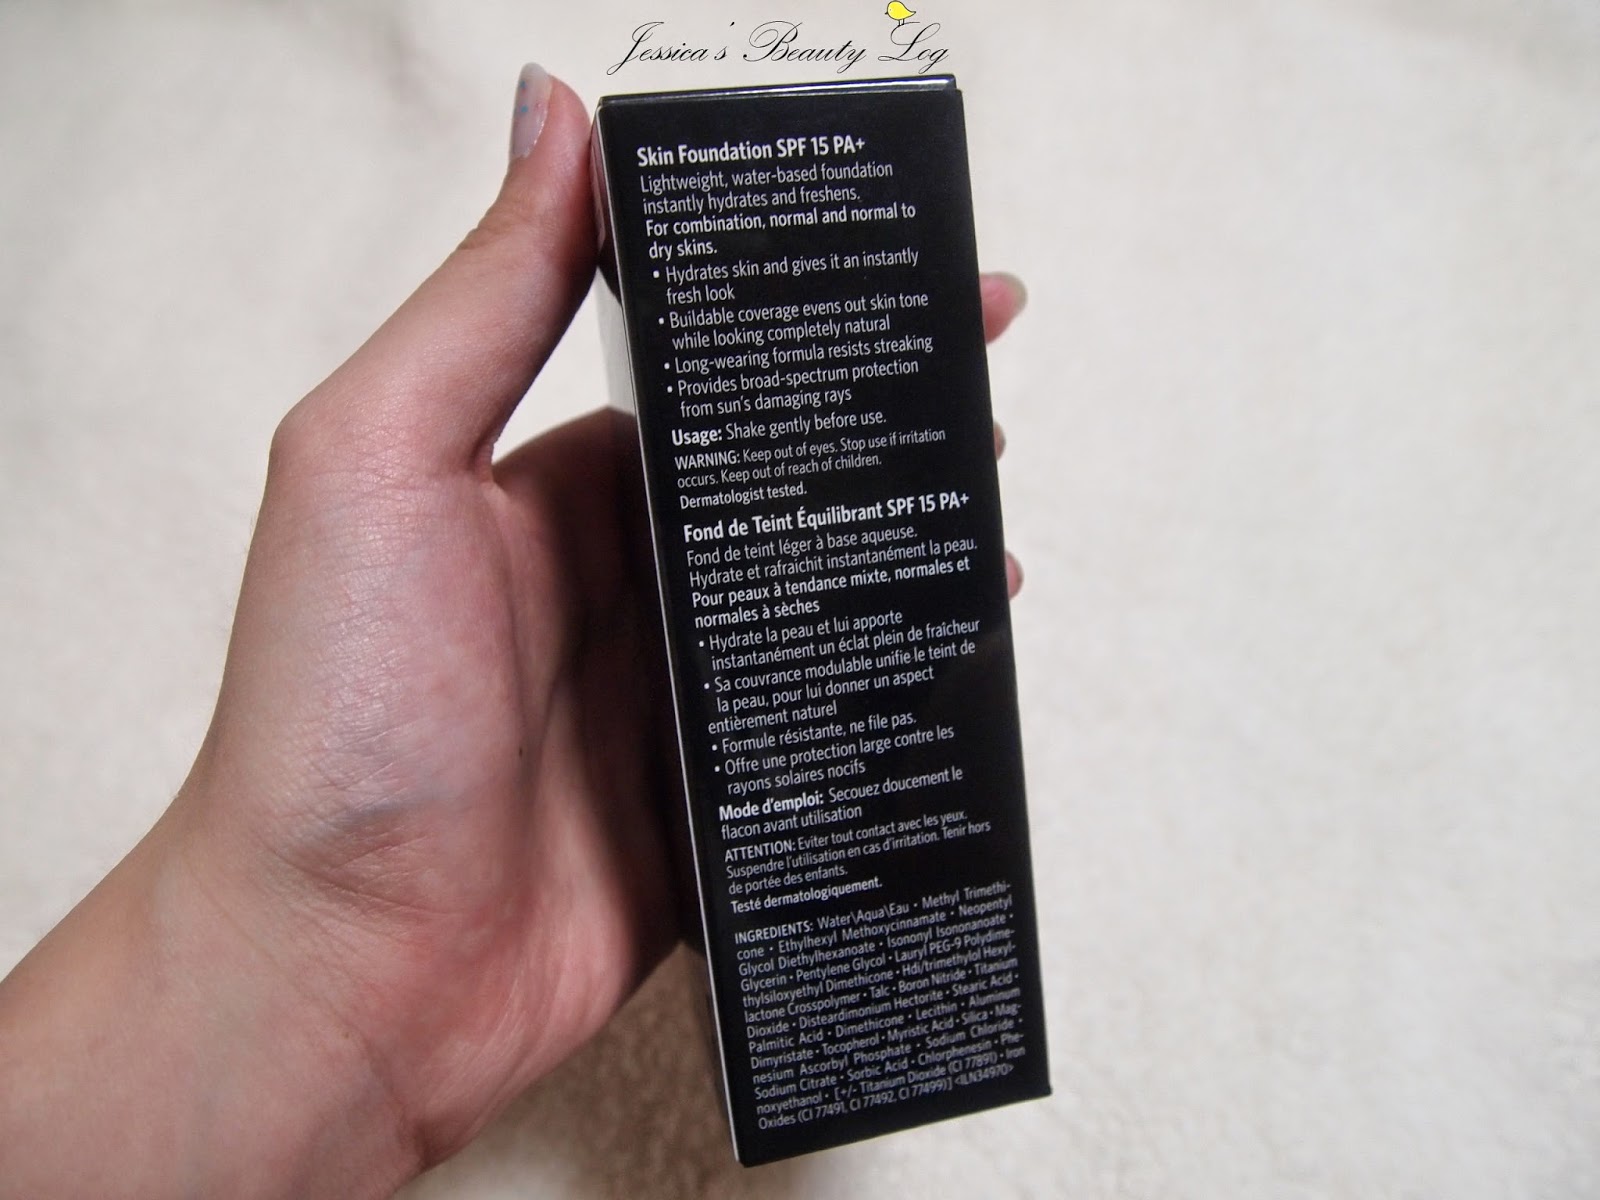 Jessica's Beauty Log
Skin Foundation SPF 15 PA+
Lightweight, water-based foundation
instantly hydrates and freshens.
For combination, normal and normal to
dry skins.
• Hydrates skin and gives it an instantly
fresh look
• Buildable coverage evens out skin tone
while looking completely natural
• Long-wearing formula resists streaking
• Provides broad-spectrum protection
from sun's damaging rays
Usage: Shake gently before use.
WARNING: Keep out of eyes. Stop use if irritation
occurs. Keep out of reach of children.
Dermatologist tested.
Fond de Teint Équilibrant SPF 15 PA+
Fond de teint léger à base aqueuse.
Hydrate et rafraichit instantanément la peau.
Pour peaux à tendance mixte, normales et
normales à sèches
• Hydrate la peau et lui apporte
instantanément un éclat plein de fraîcheur
• Sa couvrance modulable unifie le teint de
la peau, pour lui donner un aspect
entièrement naturel
• Formule résistante, ne file pas.
• Offre une protection large contre les
rayons solaires nocifs
Mode d'emploi: Secouez doucement le
flacon avant utilisation
ATTENTION: Eviter tout contact avec les yeux.
Suspendre l'utilisation en cas d'irritation. Tenir hors
de portée des enfants.
Testé dermatologiquement.
INGREDIENTS: Water\Aqua\Eau • Methyl Trimethi-
cone • Ethylhexyl Methoxycinnamate • Neopentyl
Glycol Diethylhexanoate • Isononyl Isononanoate •
Glycerin • Pentylene Glycol • Lauryl PEG-9 Polydime-
thylsiloxyethyl Dimethicone • Hdi/trimethylol Hexyl-
lactone Crosspolymer • Talc • Boron Nitride • Titanium
Dioxide • Disteardimonium Hectorite • Stearic Acid •
Palmitic Acid • Dimethicone • Lecithin • Aluminum
Dimyristate • Tocopherol • Myristic Acid • Silica • Mag-
nesium Ascorbyl Phosphate • Sodium Chloride •
Sodium Citrate • Sorbic Acid • Chlorphenesin • Phe-
noxyethanol • [+/- Titanium Dioxide (CI 77891) • Iron
Oxides (CI 77491, CI 77492, CI 77499)] <ILN34970>